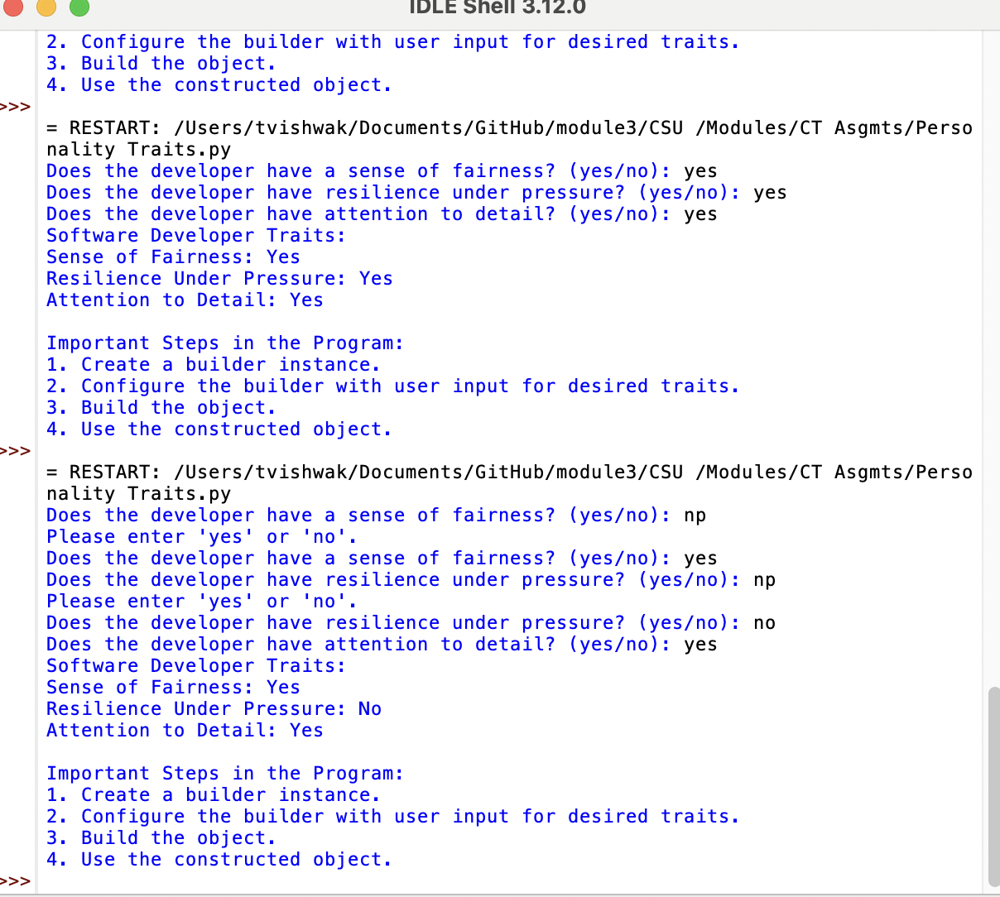 IDLE Shell 3.12.0
2. Configure the builder with user input for desired traits.
3. Build the object.
4. Use the constructed object.
>>>
= RESTART: /Users/tvishwak/Documents/GitHub/module3/CSU /Modules/CT Asgmts/Perso
nality Traits.py
Does the developer have a sense of fairness? (yes/no): yes
Does the developer have resilience under pressure? (yes/no): yes
Does the developer have attention to detail? (yes/no): yes
Software Developer Traits:
Sense of Fairness: Yes
Resilience Under Pressure: Yes
Attention to Detail: Yes
Important Steps in the Program:
1. Create a builder instance.
2. Configure the builder with user input for desired traits.
3. Build the object.
4. Use the constructed object.
>>>
= RESTART: /Users/tvishwak/Documents/GitHub/module3/CSU /Modules/CT Asgmts/Perso
nality Traits.py
Does the developer have a sense of fairness? (yes/no): np
Please enter 'yes' or 'no'.
Does the developer have a sense of fairness? (yes/no): yes
Does the developer have resilience under pressure? (yes/no): np
Please enter 'yes' or 'no'.
Does the developer have resilience under pressure? (yes/no): no
Does the developer have attention to detail? (yes/no): yes
Software Developer Traits:
Sense of Fairness: Yes
Resilience Under Pressure: No
Attention to Detail: Yes
Important Steps in the Program:
1. Create a builder instance.
2. Configure the builder with user input for desired traits.
3. Build the object.
4. Use the constructed object.
>>>